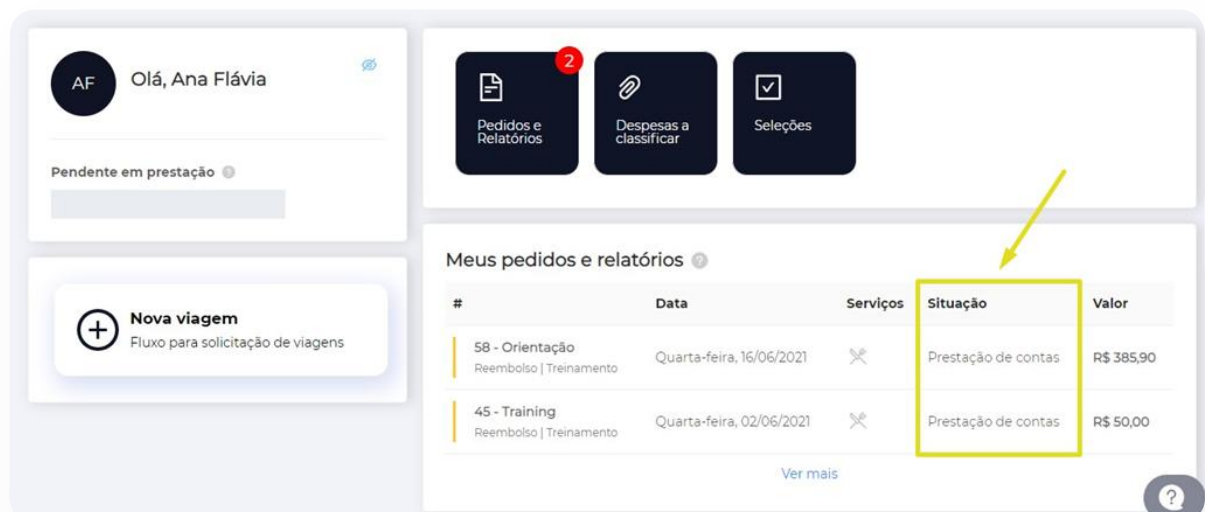 AF
Olá, Ana Flávia
Pendente em prestação ?
Nova viagem
Fluxo para solicitação de viagens
2
Pedidos e
Relatórios
Despesas a
classificar
Seleções
Meus pedidos e relatórios ?
# Data Serviços Situação Valor
58 - Orientação
Reembolso | Treinamento
Quarta-feira, 16/06/2021 Prestação de contas R$ 385,90
45 - Training
Reembolso | Treinamento
Quarta-feira, 02/06/2021 Prestação de contas R$ 50,00
Ver mais
?